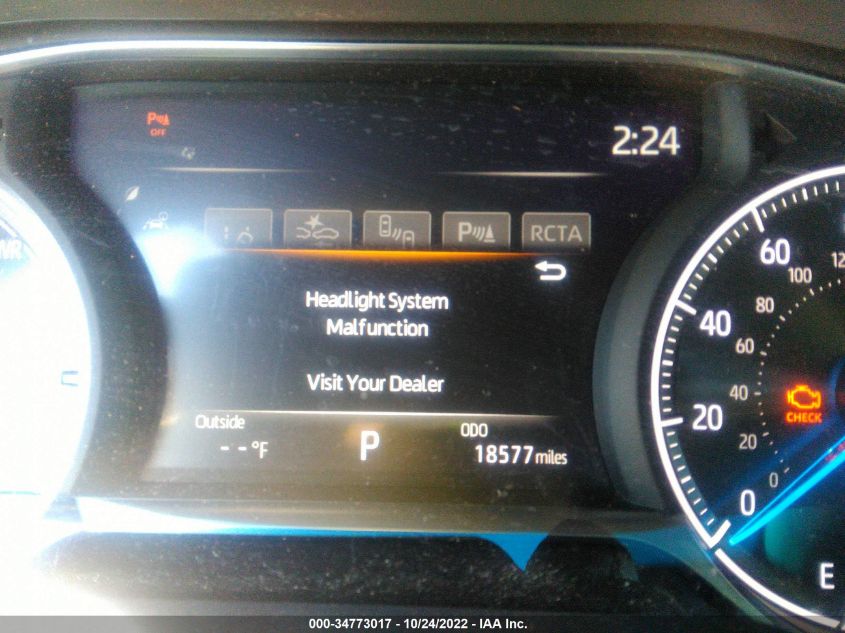 P
OFF
2:24
P
RCTA
Headlight System
Malfunction
Visit Your Dealer
Outside
- - °F
P
ODO
18577 miles
60
100
40
80
60
20
40
20
0
0
CHECK
E
000-34773017 - 10/24/2022 - IAA Inc.